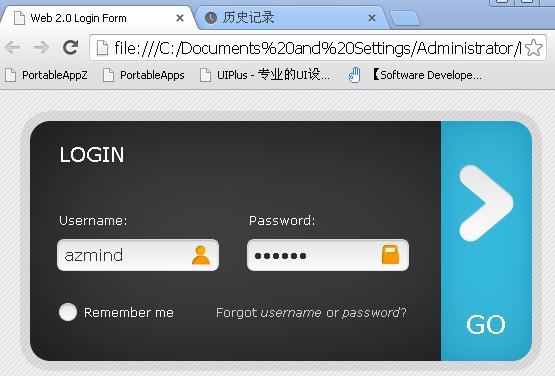 Web 2.0 Login Form
历史记录
file:///C:/Documents%20and%20Settings/Administrator/
PortableAppZ PortableApps UIPlus - 专业的UI设... 【Software Develope...
LOGIN
Username: Password:
azmind ••••••
Remember me Forgot username or password?
GO